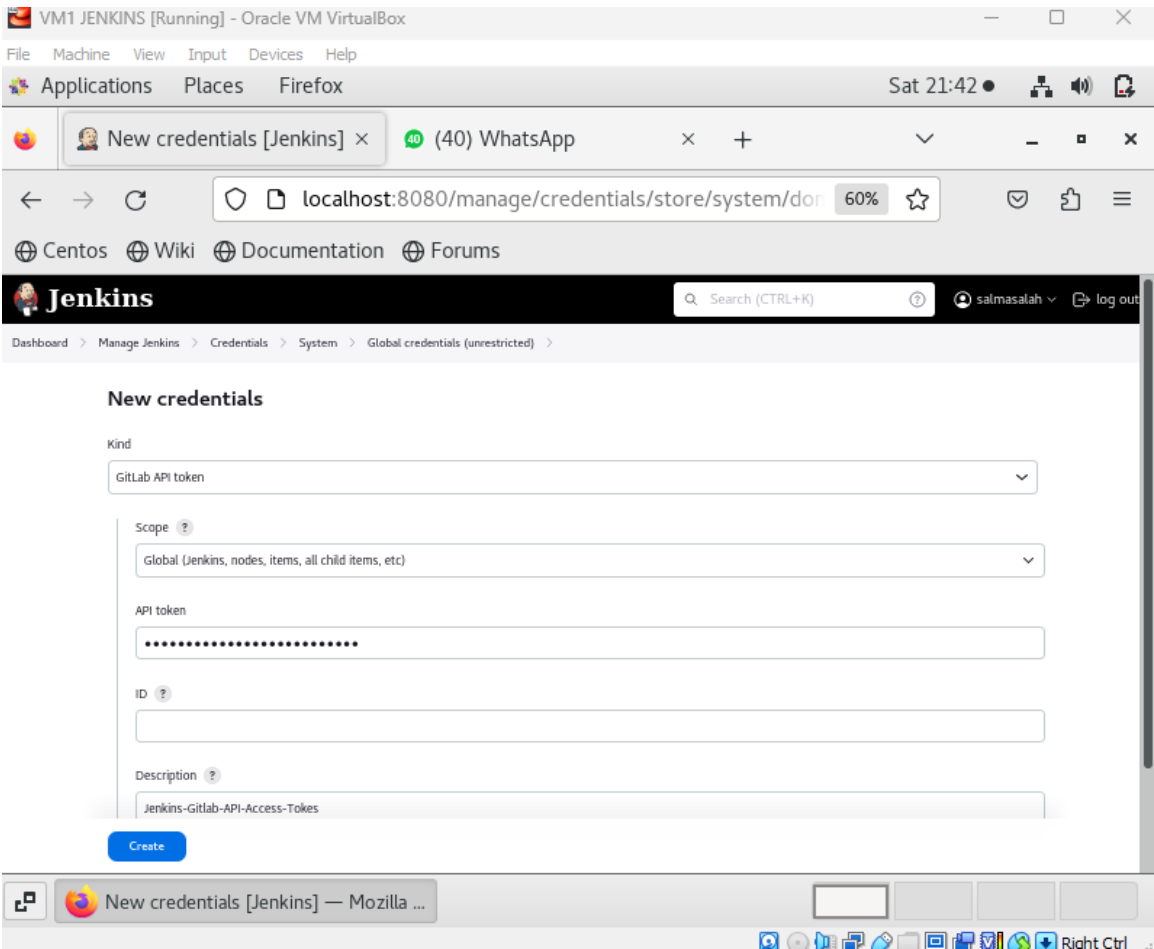 VM1 JENKINS [Running] - Oracle VM VirtualBox
File Machine View Input Devices Help
Applications Places Firefox Sat 21:42
New credentials [Jenkins] 40 (40) WhatsApp
localhost:8080/manage/credentials/store/system/dom 60%
Centos Wiki Documentation Forums
Jenkins Search (CTRL+K) salmasalah log out
Dashboard > Manage Jenkins > Credentials > System > Global credentials (unrestricted) >
New credentials
Kind
GitLab API token
Scope ?
Global (Jenkins, nodes, items, all child items, etc)
API token
ID ?
Description ?
Jenkins-Gitlab-API-Access-Tokes
Create
New credentials [Jenkins] — Mozilla ...
Right Ctrl